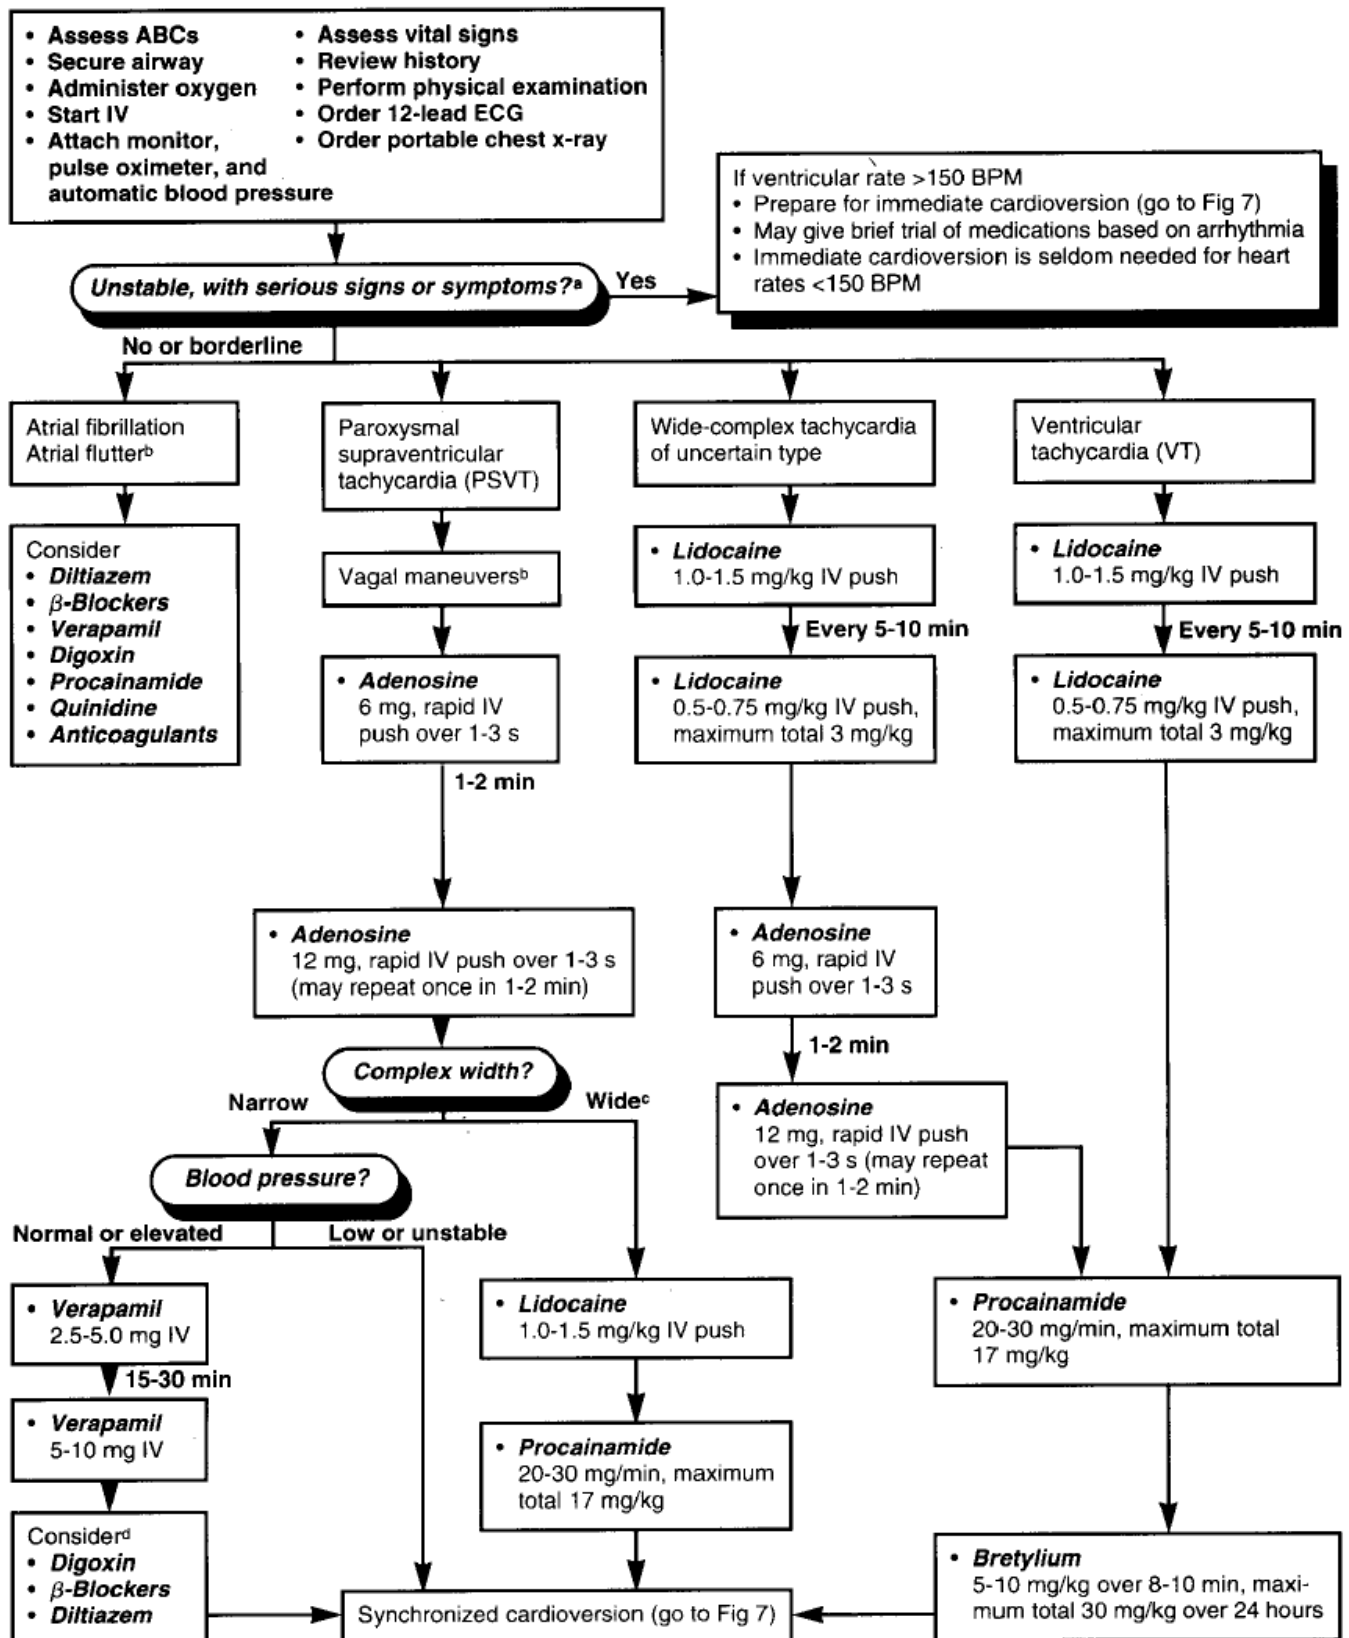 • Assess ABCs
• Secure airway
• Administer oxygen
• Start IV
• Attach monitor,
pulse oximeter, and
automatic blood pressure
• Assess vital signs
• Review history
• Perform physical examination
• Order 12-lead ECG
• Order portable chest x-ray
Unstable, with serious signs or symptoms?ᵃ
Yes
If ventricular rate >150 BPM
• Prepare for immediate cardioversion (go to Fig 7)
• May give brief trial of medications based on arrhythmia
• Immediate cardioversion is seldom needed for heart
rates <150 BPM
No or borderline
Atrial fibrillation
Atrial flutterᵇ
Consider
• Diltiazem
• β-Blockers
• Verapamil
• Digoxin
• Procainamide
• Quinidine
• Anticoagulants
Paroxysmal
supraventricular
tachycardia (PSVT)
Vagal maneuversᵇ
• Adenosine
6 mg, rapid IV
push over 1-3 s
1-2 min
• Adenosine
12 mg, rapid IV push over 1-3 s
(may repeat once in 1-2 min)
Complex width?
Narrow
Wideᶜ
Blood pressure?
Normal or elevated
Low or unstable
• Verapamil
2.5-5.0 mg IV
15-30 min
• Verapamil
5-10 mg IV
Considerᵈ
• Digoxin
• β-Blockers
• Diltiazem
• Lidocaine
1.0-1.5 mg/kg IV push
• Procainamide
20-30 mg/min, maximum
total 17 mg/kg
Synchronized cardioversion (go to Fig 7)
Wide-complex tachycardia
of uncertain type
• Lidocaine
1.0-1.5 mg/kg IV push
Every 5-10 min
• Lidocaine
0.5-0.75 mg/kg IV push,
maximum total 3 mg/kg
• Adenosine
6 mg, rapid IV
push over 1-3 s
1-2 min
• Adenosine
12 mg, rapid IV push
over 1-3 s (may repeat
once in 1-2 min)
Ventricular
tachycardia (VT)
• Lidocaine
1.0-1.5 mg/kg IV push
Every 5-10 min
• Lidocaine
0.5-0.75 mg/kg IV push,
maximum total 3 mg/kg
• Procainamide
20-30 mg/min, maximum total
17 mg/kg
• Bretylium
5-10 mg/kg over 8-10 min, maxi-
mum total 30 mg/kg over 24 hours